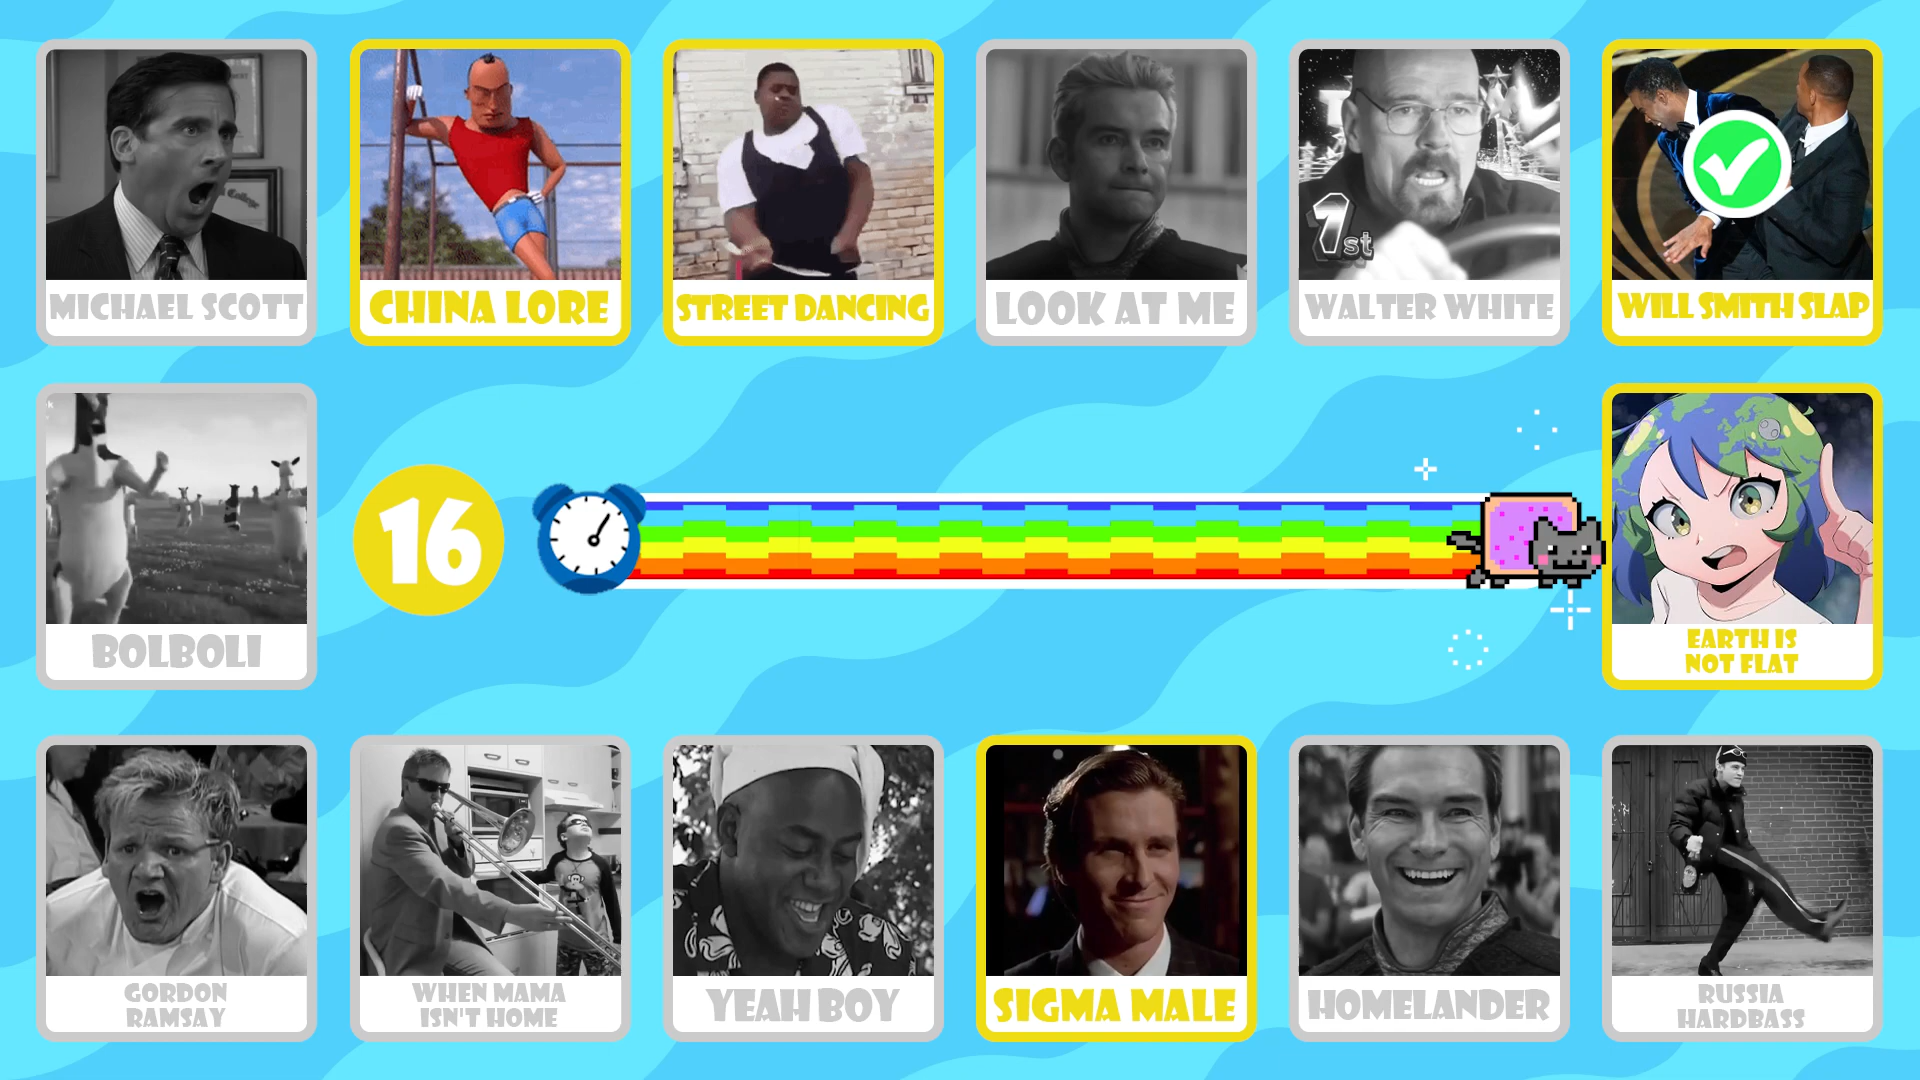 MICHAEL SCOTT
CHINA LORE
STREET DANCING
LOOK AT ME
1st
WALTER WHITE
WILL SMITH SLAP
BOLBOLI
16
EARTH IS
NOT FLAT
GORDON
RAMSAY
WHEN MAMA
ISN'T HOME
YEAH BOY
SIGMA MALE
HOMELANDER
RUSSIA
HARDBASS